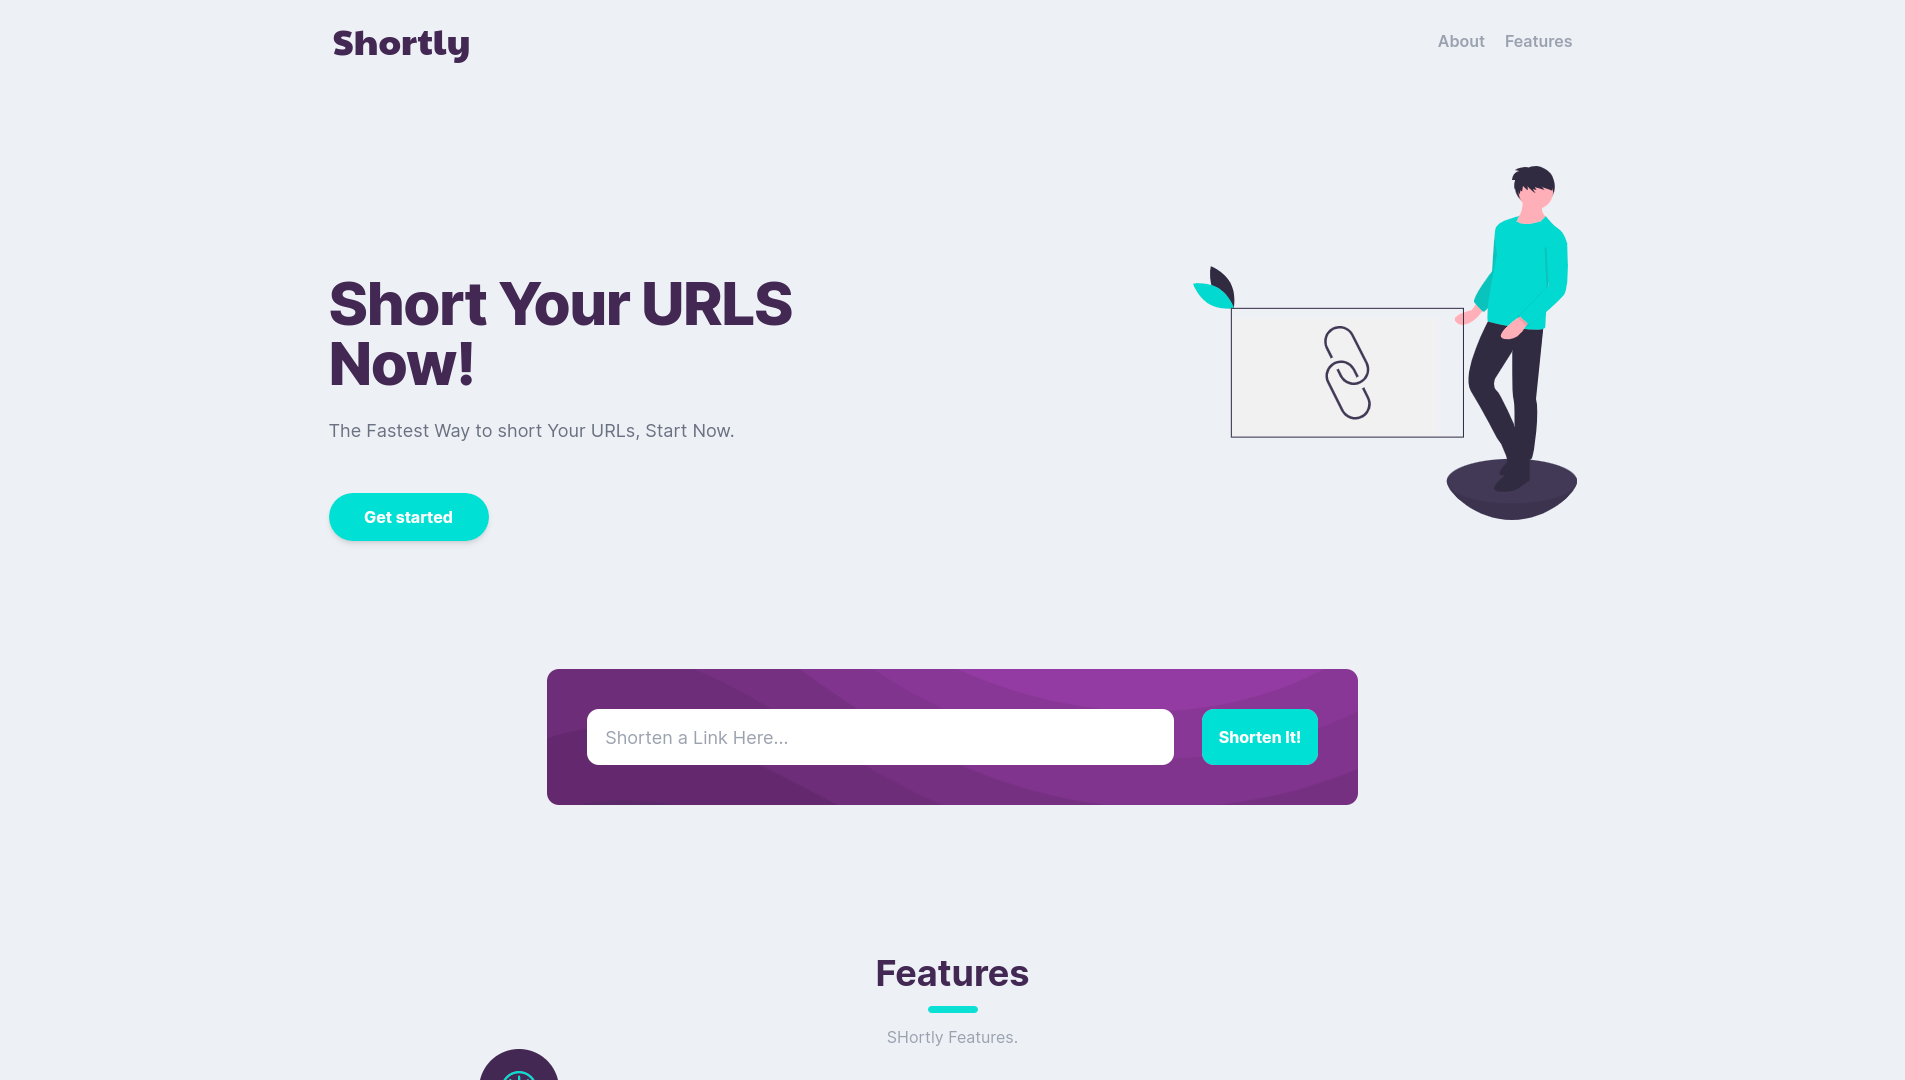 Shortly
About Features
Short Your URLS
Now!
The Fastest Way to short Your URLs, Start Now.
Get started
Shorten a Link Here...
Shorten It!
Features
SHortly Features.